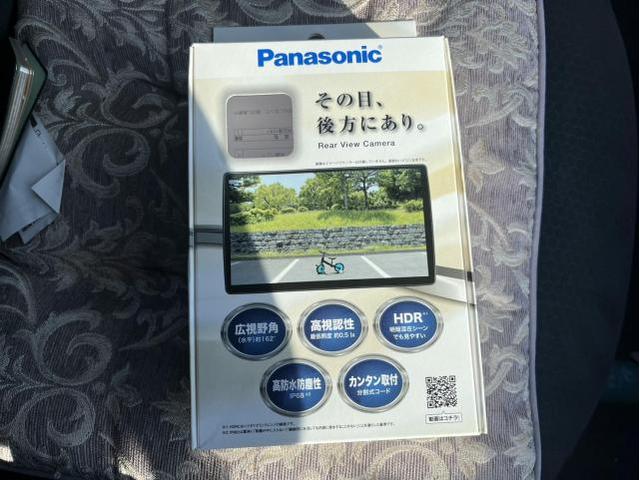 Panasonic
その目、
後方にあり。
Rear View Camera
広視野角
(水平)約162°
高視認性
最低照度 約0.5 lx
HDR
明暗混在シーン
でも見やすい
高防水防塵性
IP68
カンタン取付
分割式コード
動画はコチラ!